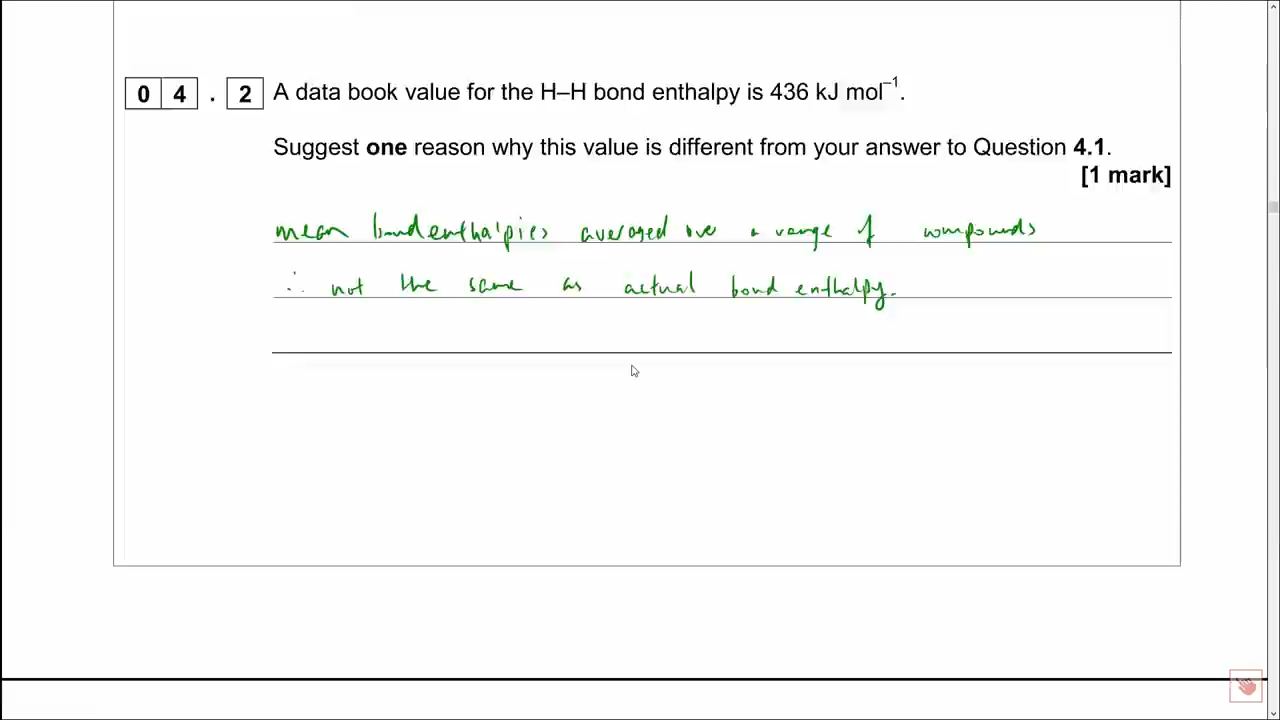 04.2 A data book value for the H–H bond enthalpy is 436 kJ mol⁻¹.
Suggest one reason why this value is different from your answer to Question 4.1.
[1 mark]
mean bond enthalpies averaged over a range of compounds
∴ not the same as actual bond enthalpy.